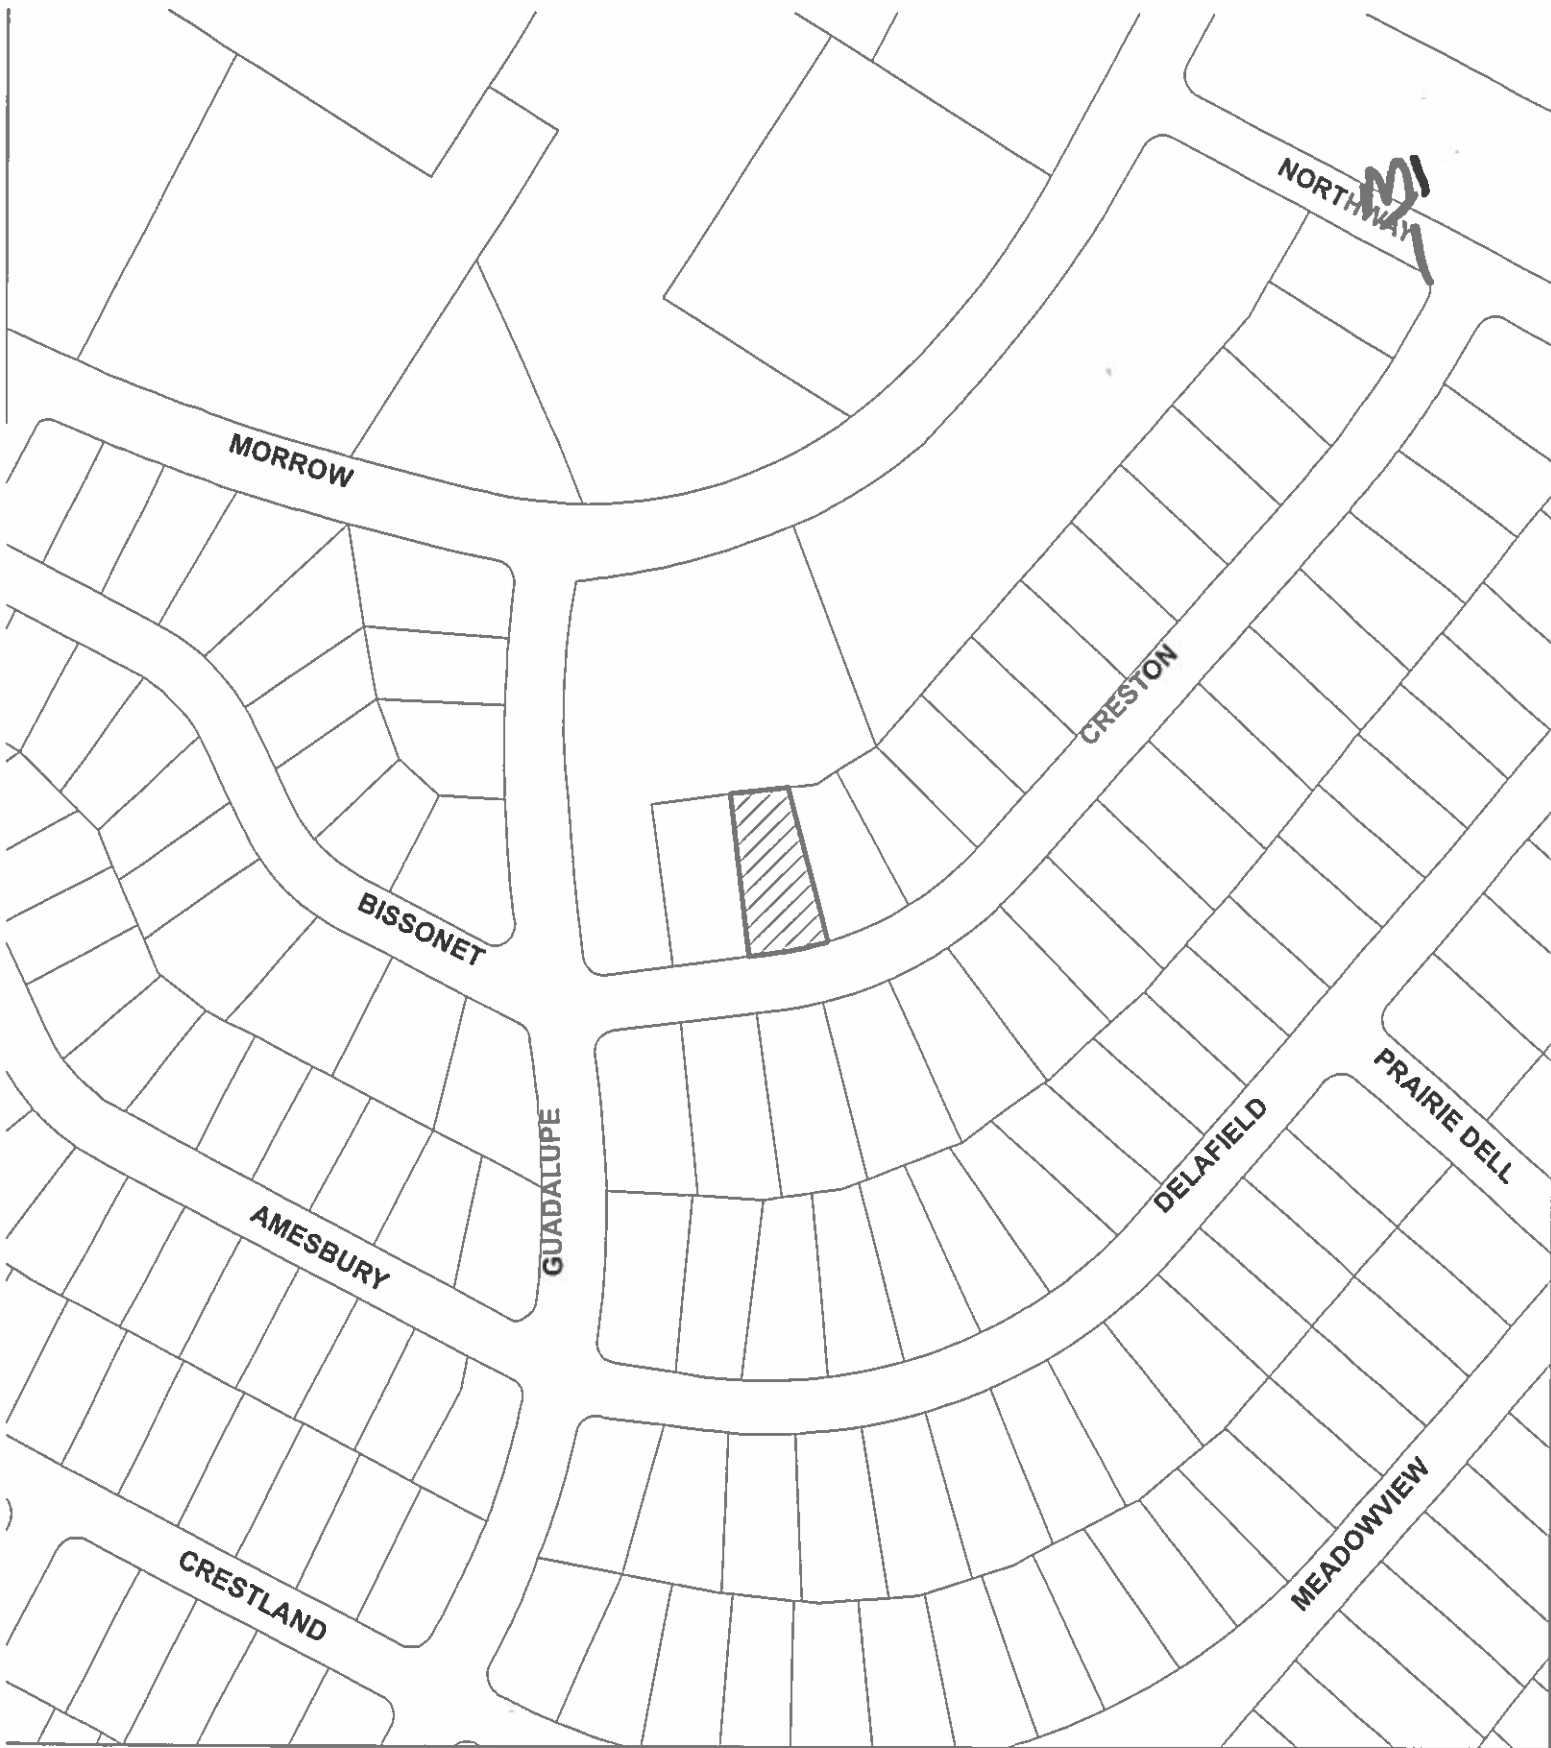 NORTHWAY
MORROW
CRESTON
BISSONET
PRAIRIE DELL
DELAFIELD
GUADALUPE
AMESBURY
MEADOWVIEW
CRESTLAND